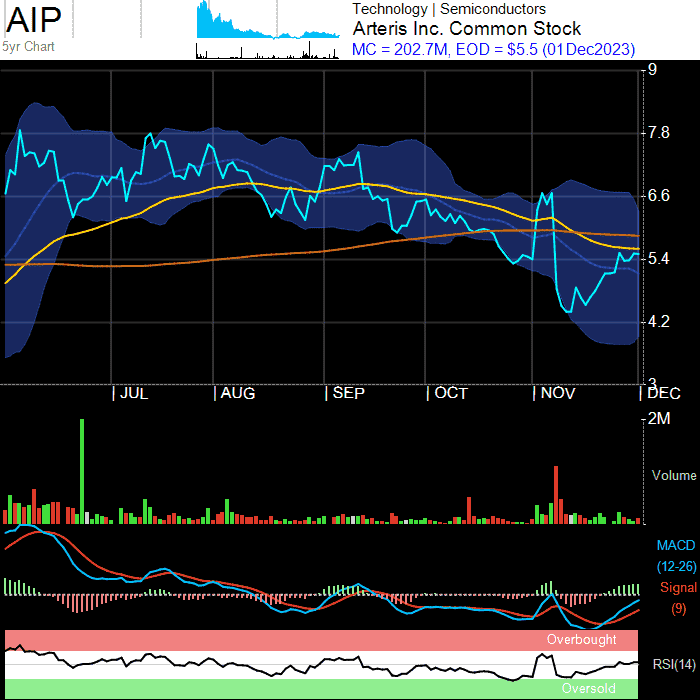 AIP
5yr Chart
Technology | Semiconductors
Arteris Inc. Common Stock
MC = 202.7M, EOD = $5.5 (01Dec2023)
9
7.8
6.6
5.4
4.2
3
JUL
AUG
SEP
OCT
NOV
DEC
2M
Volume
MACD
(12-26)
Signal
(9)
Overbought
RSI(14)
Oversold